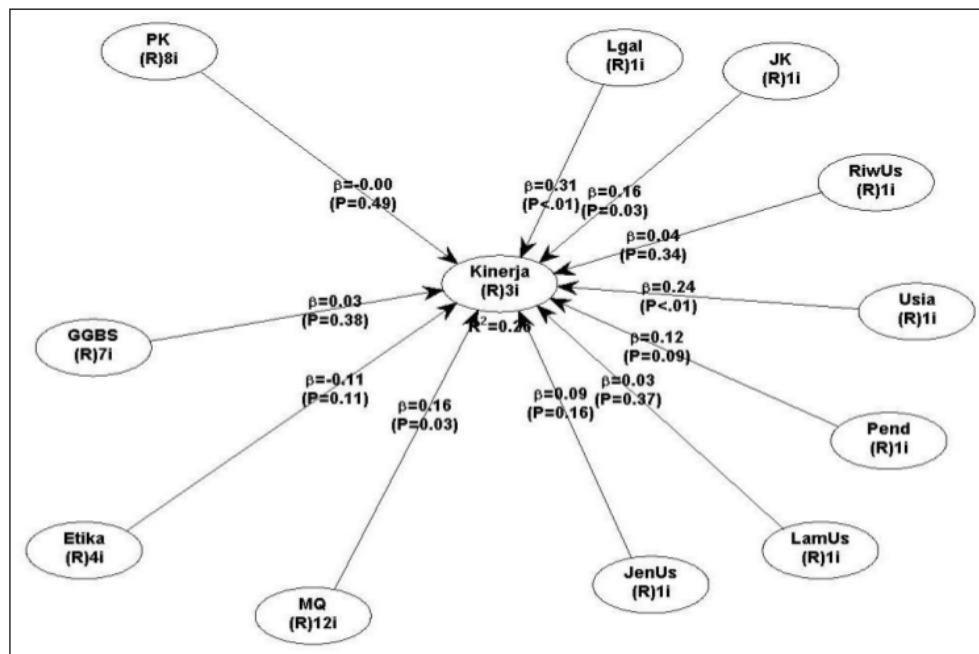 PK
(R)8i
Lgal
(R)1i
JK
(R)1i
RiwUs
(R)1i
β=-0.00
(P=0.49)
β=0.31
(P<.01)
β=0.16
(P=0.03)
β=0.04
(P=0.34)
Kinerja
(R)3i
β=0.24
(P<.01)
Usia
(R)1i
GGBS
(R)7i
β=0.03
(P=0.38)
R²=0.26
β=0.12
(P=0.09)
β=-0.11
(P=0.11)
β=0.16
(P=0.03)
β=0.09
(P=0.16)
β=0.03
(P=0.37)
Pend
(R)1i
Etika
(R)4i
MQ
(R)12i
JenUs
(R)1i
LamUs
(R)1i